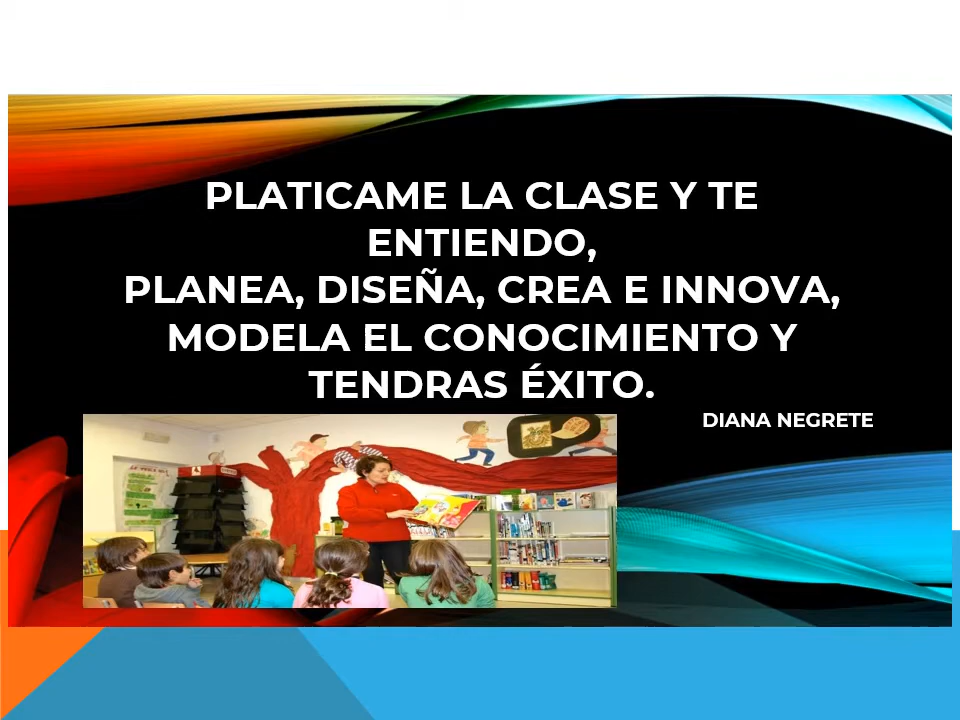 PLATICAME LA CLASE Y TE
ENTIENDO,
PLANEA, DISEÑA, CREA E INNOVA,
MODELA EL CONOCIMIENTO Y
TENDRAS ÉXITO.
DIANA NEGRETE